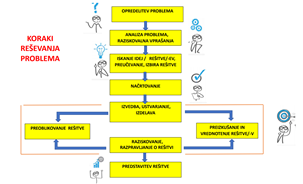 OPREDELITEV PROBLEMA
KORAKI
REŠEVANJA
PROBLEMA
ANALIZA PROBLEMA,
RAZISKOVALNA VPRAŠANJA
ISKANJE IDEJ / REŠITVE/-EV,
PREUČEVANJE, IZBIRA REŠITVE
NAČRTOVANJE
IZVEDBA, USTVARJANJE,
IZDELAVA
PREOBLIKOVANJE REŠITVE
PREIZKUŠANJE IN
VREDNOTENJE REŠITVE/-V
RAZISKOVANJE,
RAZPRAVLJANJE O REŠITVI
PREDSTAVITEV REŠITVE